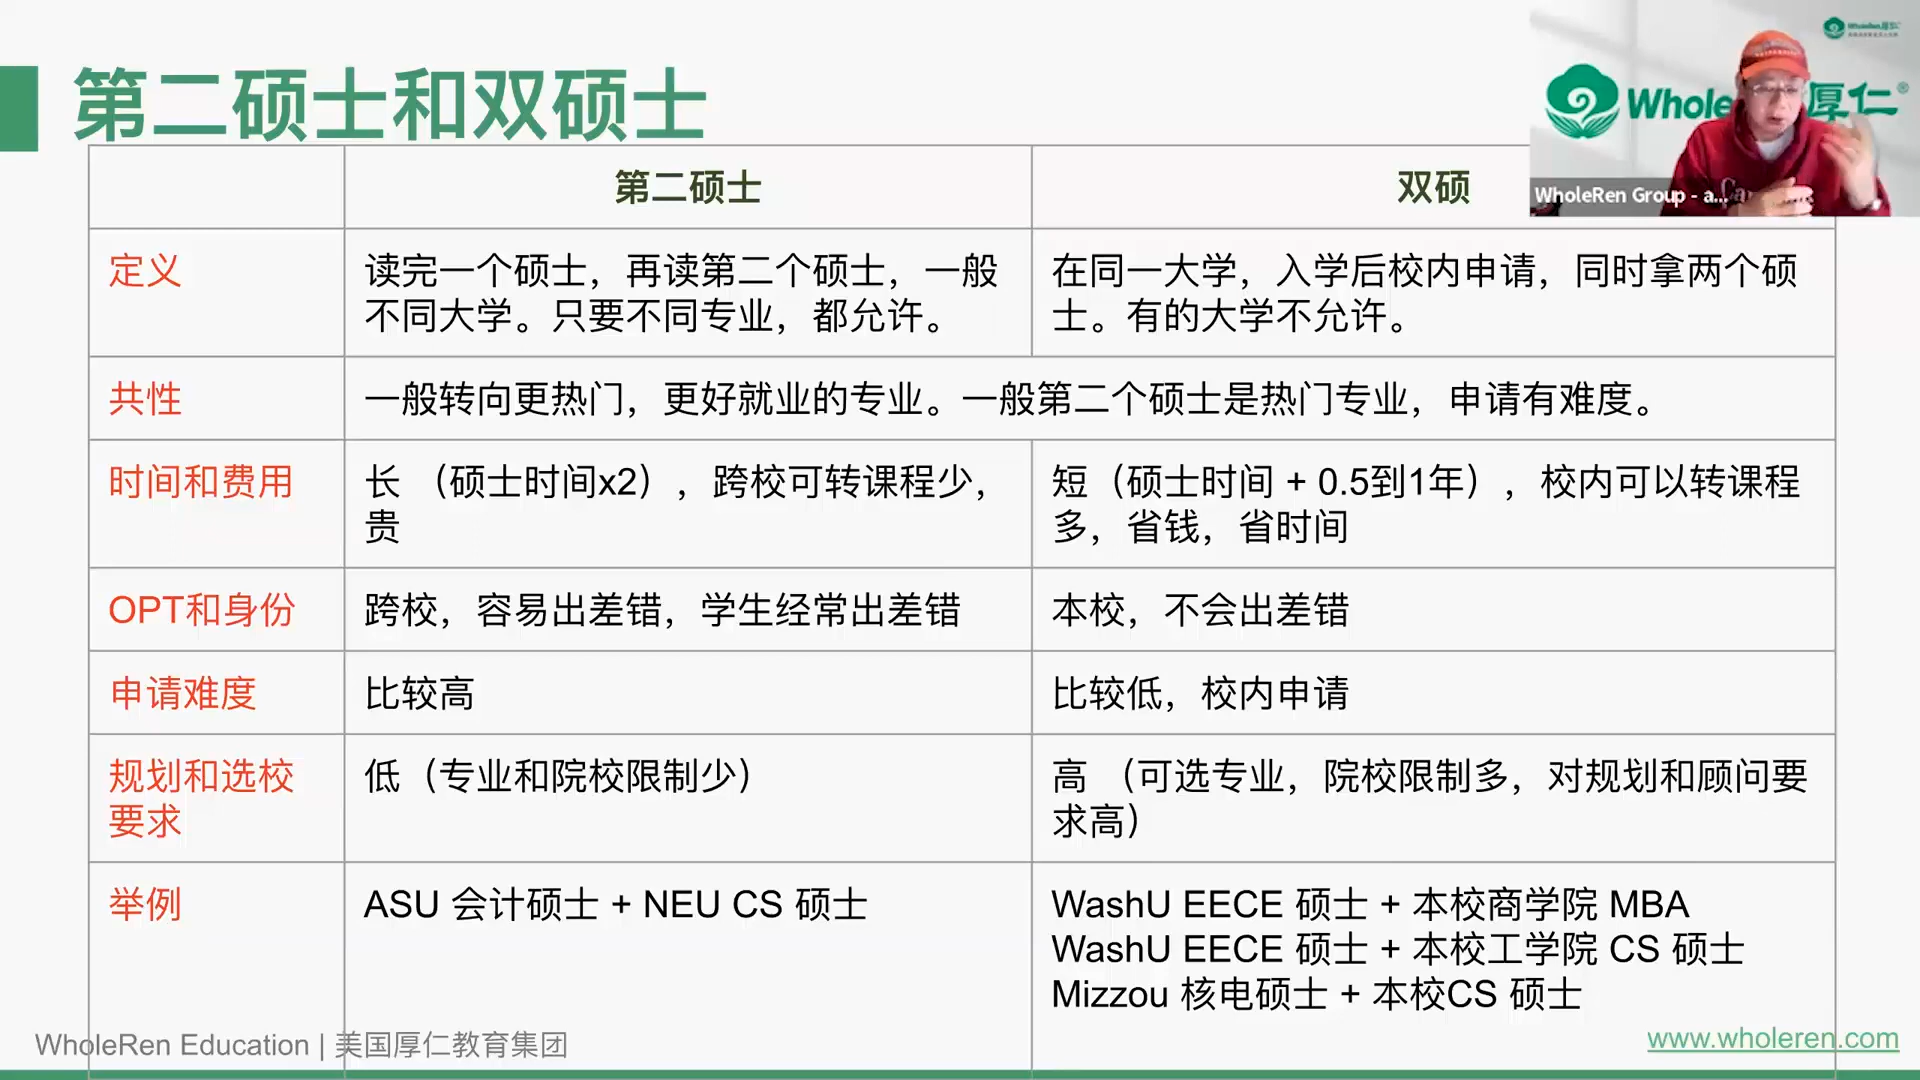 第二硕士和双硕士
WholeRen Group - a...
第二硕士
双硕
定义
读完一个硕士，再读第二个硕士，一般
不同大学。只要不同专业，都允许。
在同一大学，入学后校内申请，同时拿两个硕
士。有的大学不允许。
共性
一般转向更热门，更好就业的专业。一般第二个硕士是热门专业，申请有难度。
时间和费用
长 （硕士时间x2），跨校可转课程少，
贵
短（硕士时间 + 0.5到1年），校内可以转课程
多，省钱，省时间
OPT和身份
跨校，容易出差错，学生经常出差错
本校，不会出差错
申请难度
比较高
比较低，校内申请
规划和选校
要求
低（专业和院校限制少）
高 （可选专业，院校限制多，对规划和顾问要
求高）
举例
ASU 会计硕士 + NEU CS 硕士
WashU EECE 硕士 + 本校商学院 MBA
WashU EECE 硕士 + 本校工学院 CS 硕士
Mizzou 核电硕士 + 本校CS 硕士
WholeRen Education | 美国厚仁教育集团
www.wholeren.com